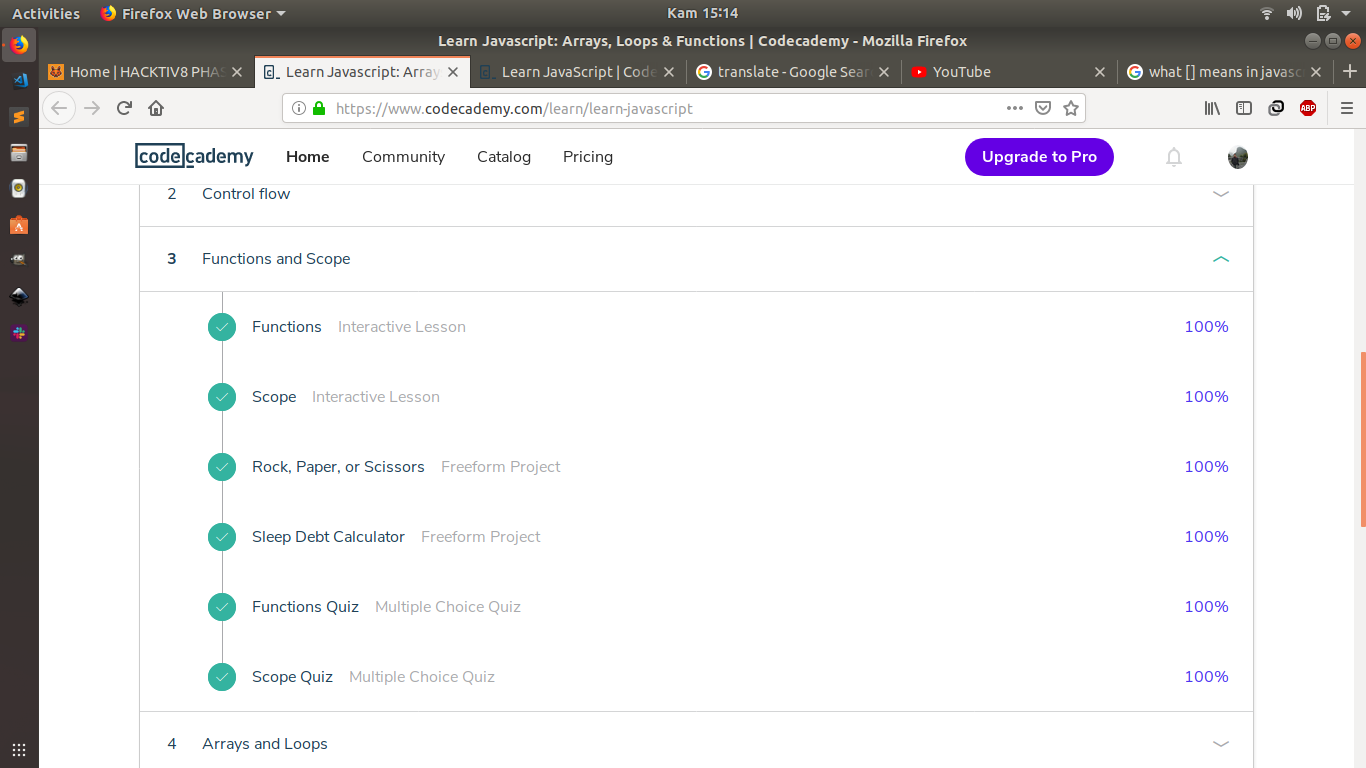 Activities Firefox Web Browser Kam 15:14
Learn Javascript: Arrays, Loops & Functions | Codecademy - Mozilla Firefox
Home | HACKTIV8 PHAS Learn Javascript: Array Learn JavaScript | Code translate - Google Sear YouTube what [] means in javasc
https://www.codecademy.com/learn/learn-javascript ABP
codecademy Home Community Catalog Pricing Upgrade to Pro
2 Control flow
3 Functions and Scope
Functions Interactive Lesson 100%
Scope Interactive Lesson 100%
Rock, Paper, or Scissors Freeform Project 100%
Sleep Debt Calculator Freeform Project 100%
Functions Quiz Multiple Choice Quiz 100%
Scope Quiz Multiple Choice Quiz 100%
4 Arrays and Loops